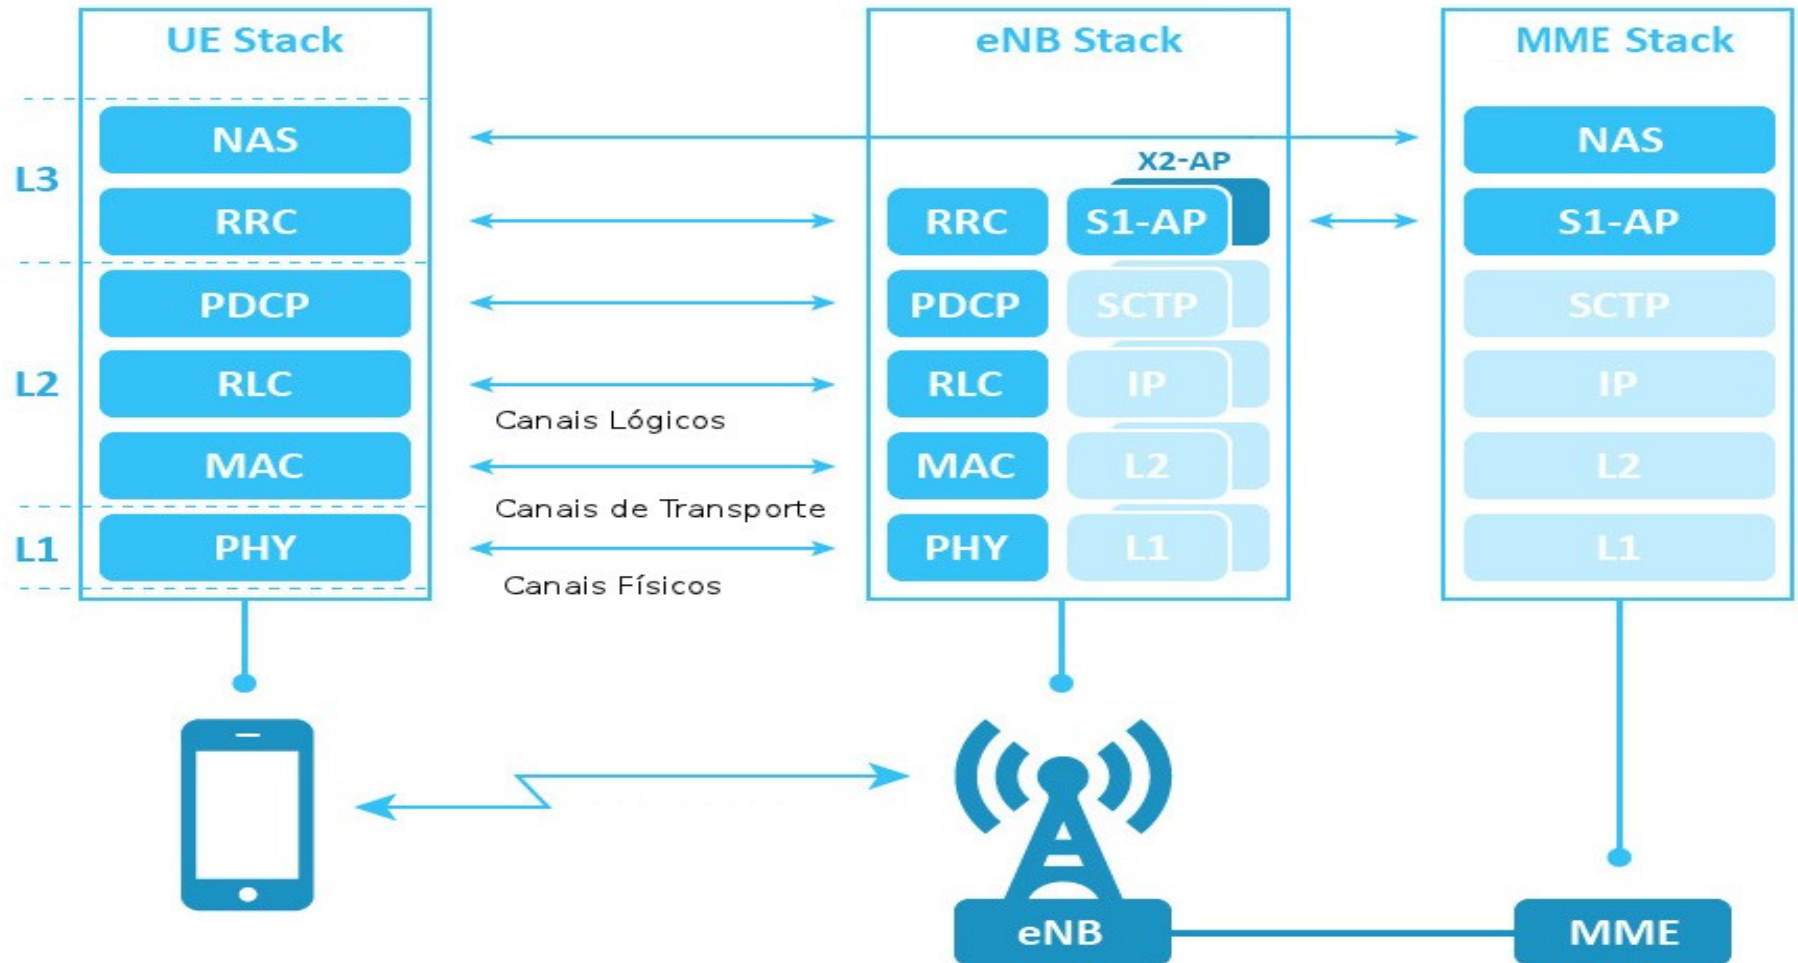 UE Stack
eNB Stack
MME Stack
L3
NAS
RRC
L2
PDCP
RLC
MAC
L1
PHY
Canais Lógicos
Canais de Transporte
Canais Físicos
X2-AP
RRC
S1-AP
PDCP
SCTP
RLC
IP
MAC
L2
PHY
L1
NAS
S1-AP
SCTP
IP
L2
L1
eNB
MME